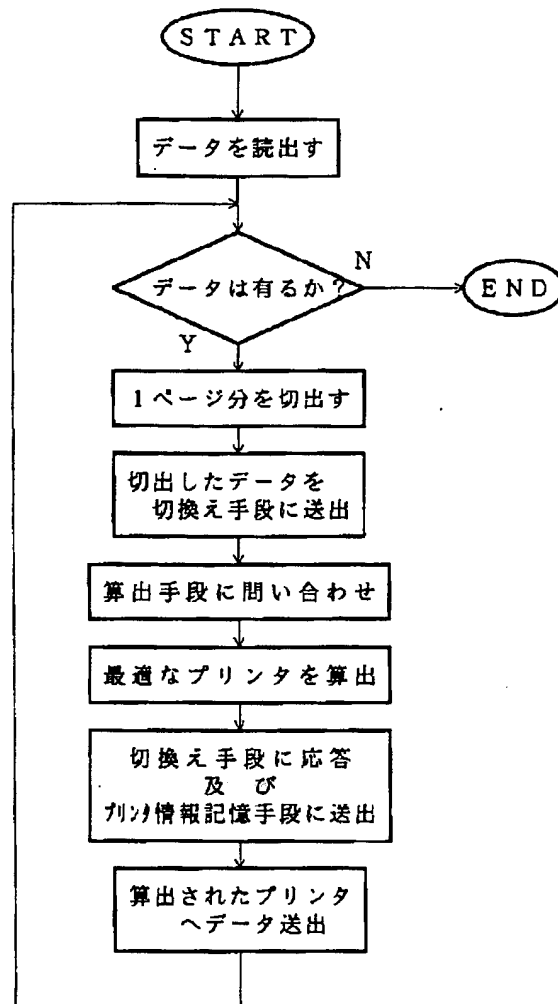 START
データを読出す
データは有るか?
N
END
Y
1ページ分を切出す
切出したデータを
切換え手段に送出
算出手段に問い合わせ
最適なプリンタを算出
切換え手段に応答
及び
プリンタ情報記憶手段に送出
算出されたプリンタ
へデータ送出